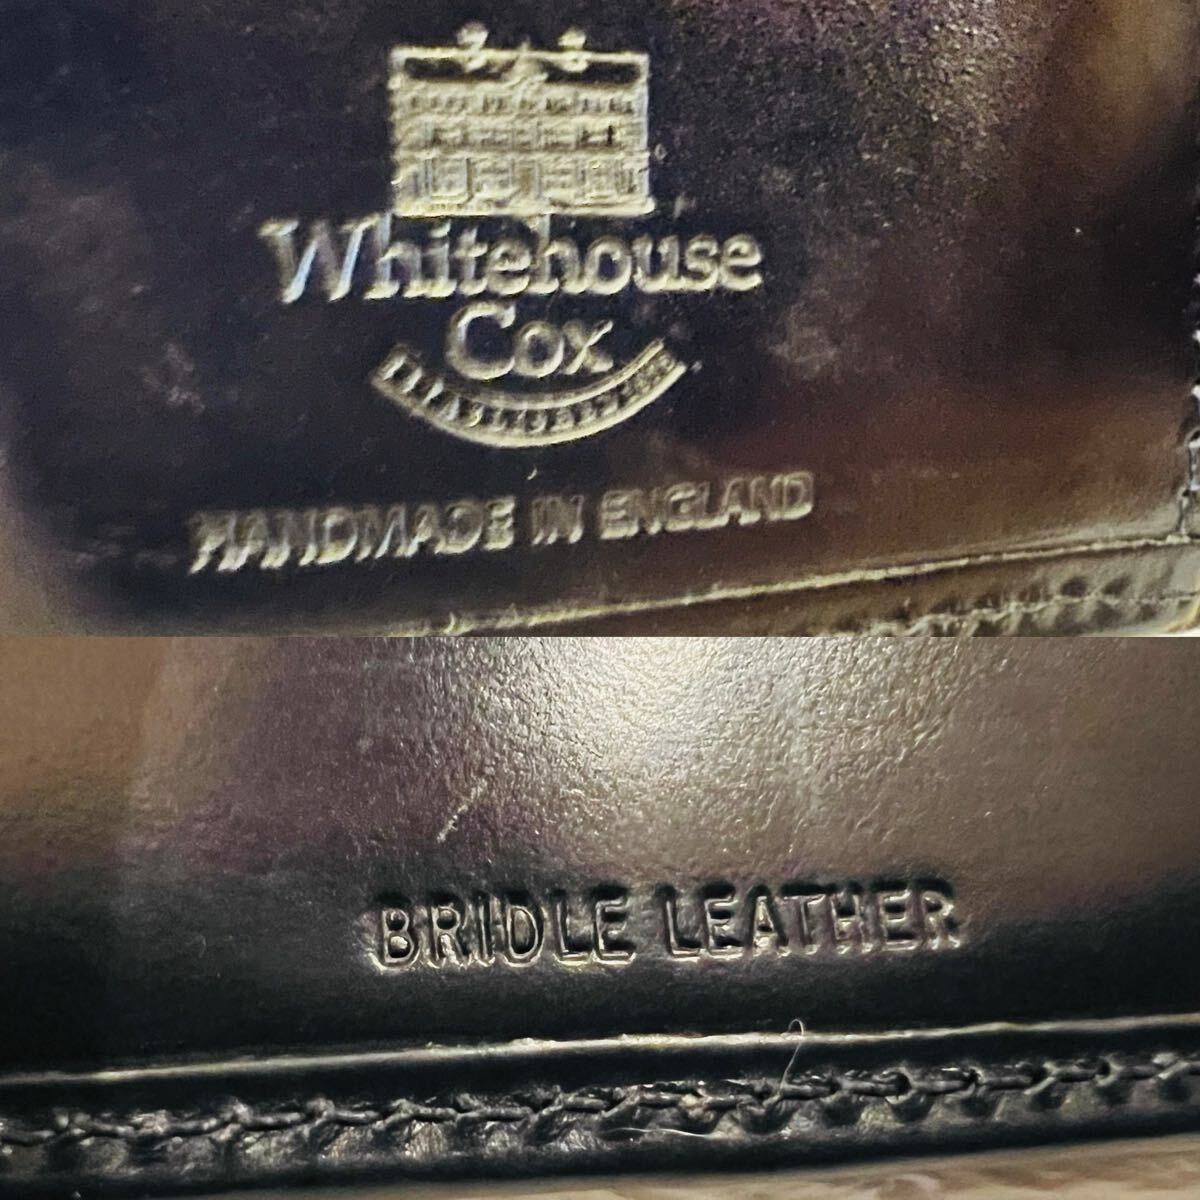 Whitehouse
Cox
HANDMADE IN ENGLAND
BRIDLE LEATHER